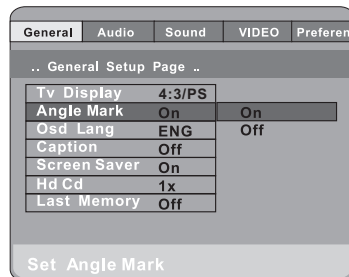 General Audio Sound VIDEO Preferen
.. General Setup Page ..
Tv Display 4:3/PS
Angle Mark On On
Osd Lang ENG Off
Caption Off
Screen Saver On
Hd Cd 1x
Last Memory Off
Set Angle Mark